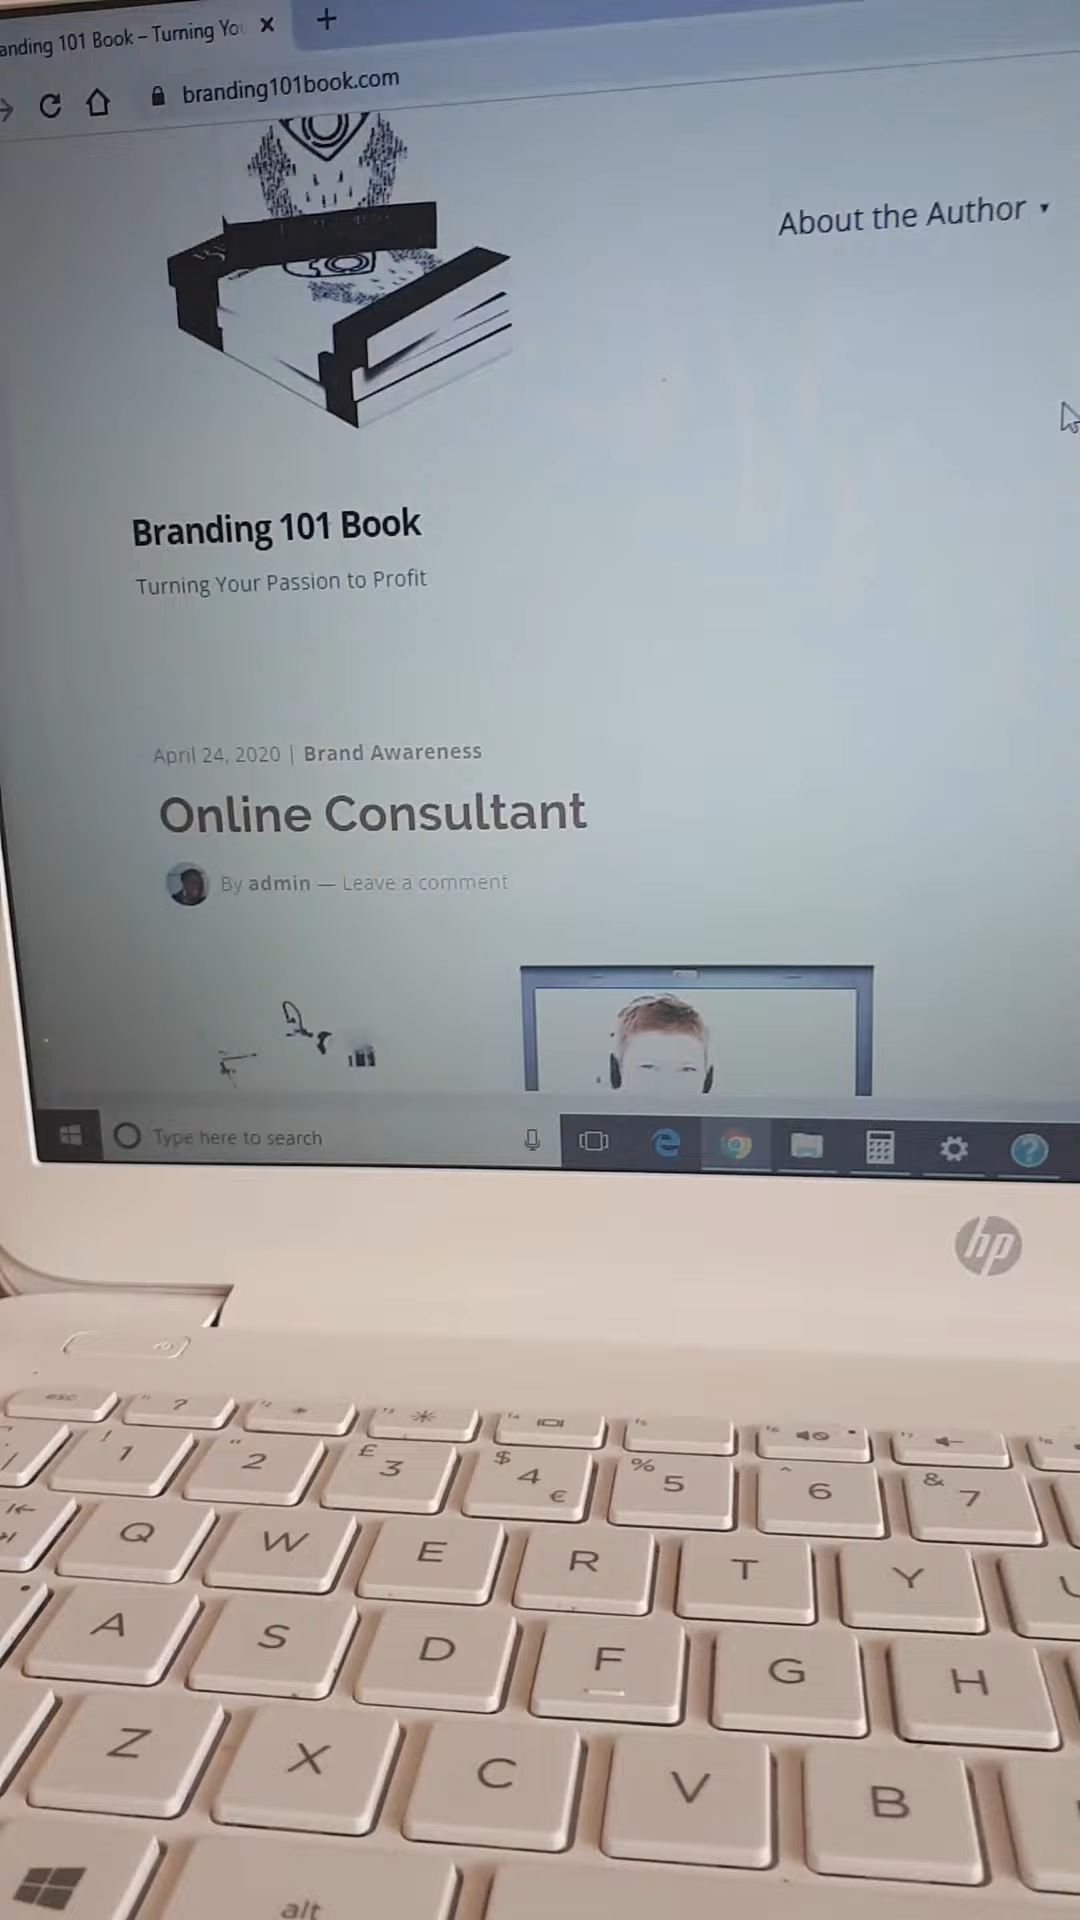 anding 101 Book – Turning Yo
branding101book.com
About the Author
Branding 101 Book
Turning Your Passion to Profit
April 24, 2020 | Brand Awareness
Online Consultant
By admin — Leave a comment
Type here to search
hp
esc ?
! 1 " 2 £ 3 $ 4 € % 5 ^ 6 & 7
Q W E R T Y
A S D F G H
Z X C V B
alt